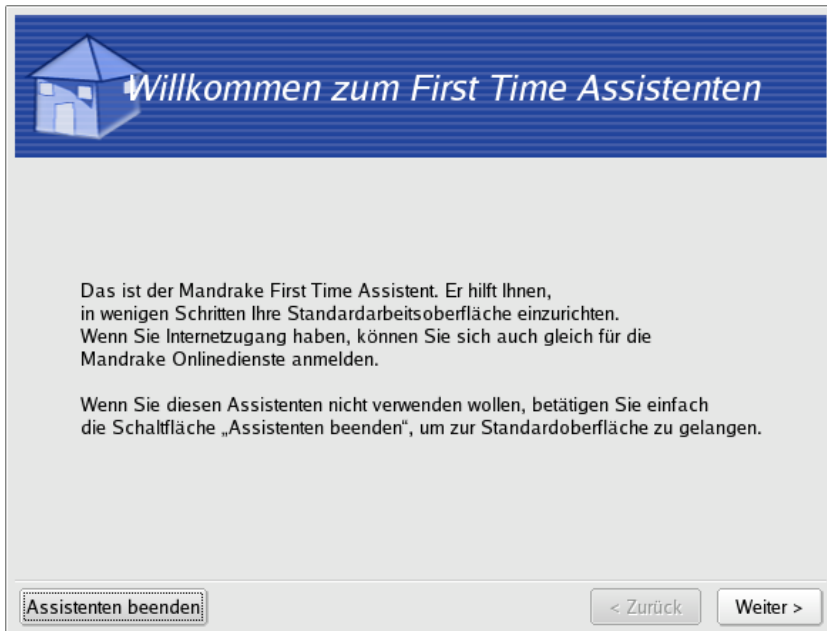 Willkommen zum First Time Assistenten
Das ist der Mandrake First Time Assistent. Er hilft Ihnen,
in wenigen Schritten Ihre Standardarbeitsoberfläche einzurichten.
Wenn Sie Internetzugang haben, können Sie sich auch gleich für die
Mandrake Onlinedienste anmelden.
Wenn Sie diesen Assistenten nicht verwenden wollen, betätigen Sie einfach
die Schaltfläche „Assistenten beenden“, um zur Standardoberfläche zu gelangen.
Assistenten beenden
< Zurück
Weiter >